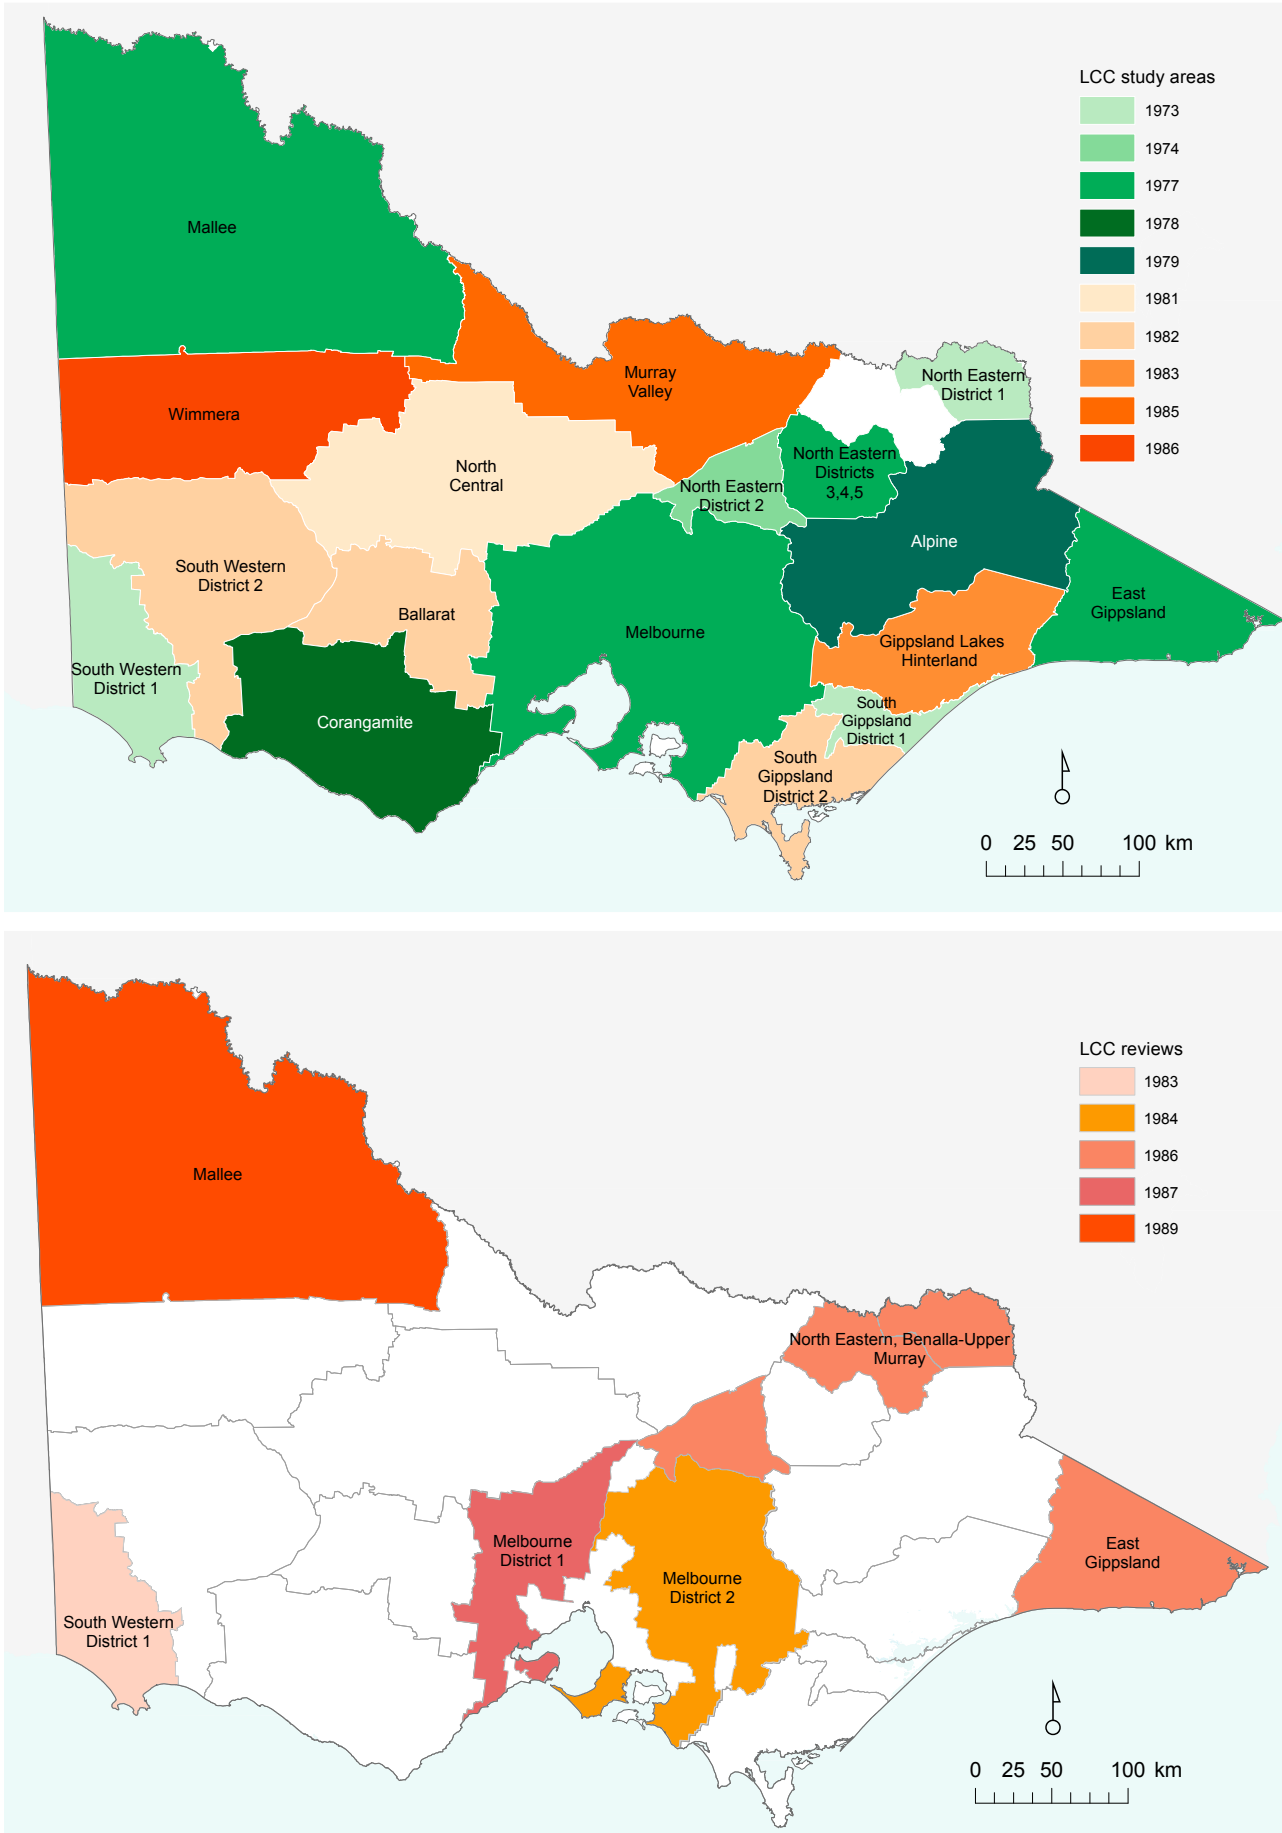 LCC study areas
1973
1974
1977
1978
1979
1981
1982
1983
1985
1986
Mallee
Wimmera
Murray
Valley
North Eastern
District 1
North
Central
North Eastern
Districts
3,4,5
North Eastern
District 2
Alpine
South Western
District 2
Ballarat
Melbourne
East
Gippsland
Gippsland Lakes
Hinterland
South Western
District 1
Corangamite
South
Gippsland
District 1
South
Gippsland
District 2
0 25 50 100 km
LCC reviews
1983
1984
1986
1987
1989
Mallee
North Eastern, Benalla-Upper
Murray
Melbourne
District 1
East
Gippsland
Melbourne
District 2
South Western
District 1
0 25 50 100 km